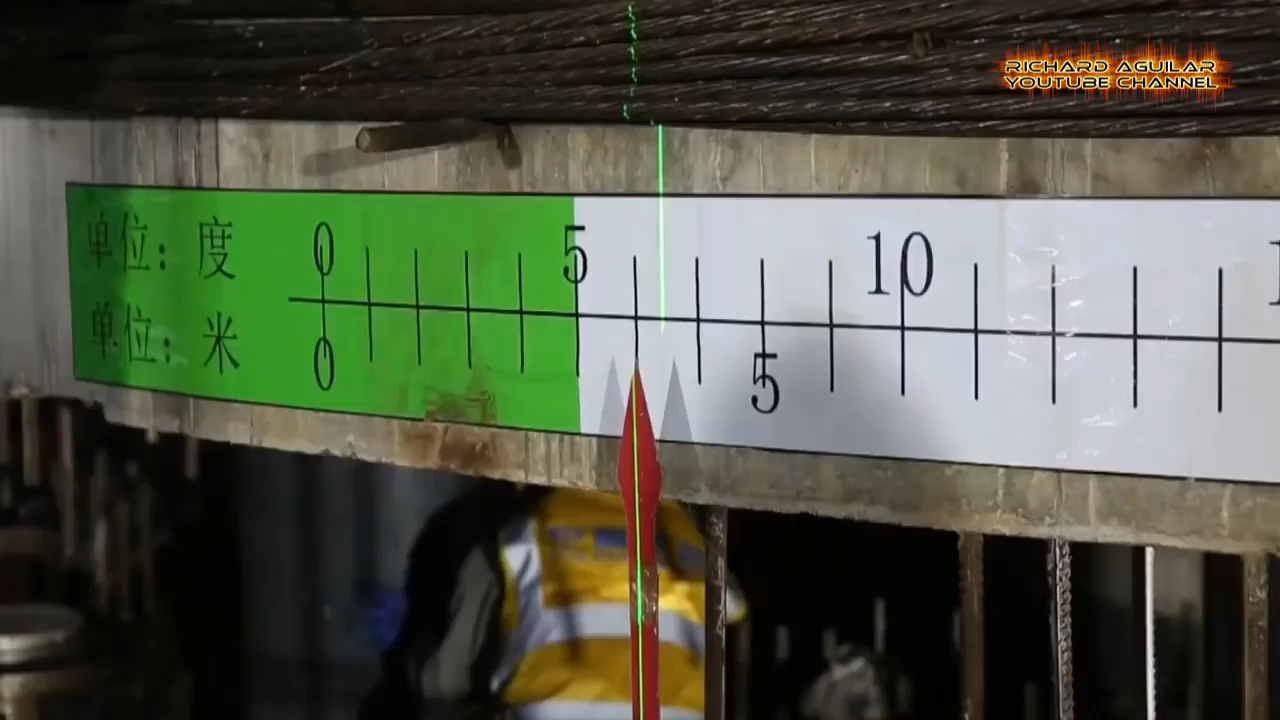 RICHARD AGUILAR
YOUTUBE CHANNEL
单位：度 0 5 10
单位：米 0 5